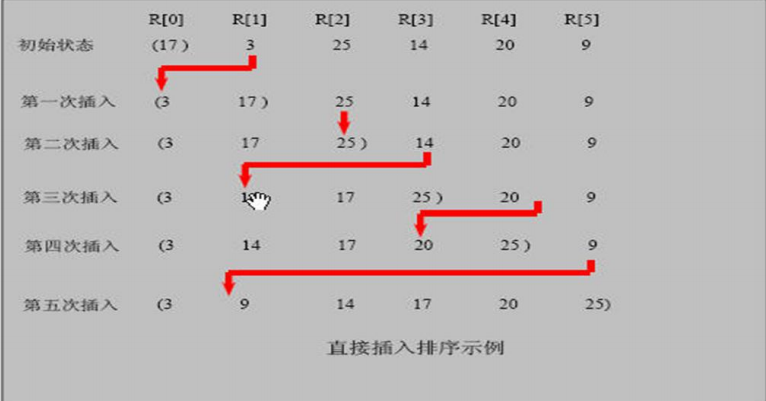 R[0] R[1] R[2] R[3] R[4] R[5]
初始状态 (17) 3 25 14 20 9
第一次插入 (3 17) 25 14 20 9
第二次插入 (3 17 25) 14 20 9
第三次插入 (3 17 25) 20 9
第四次插入 (3 14 17 20 25) 9
第五次插入 (3 9 14 17 20 25)
直接插入排序示例